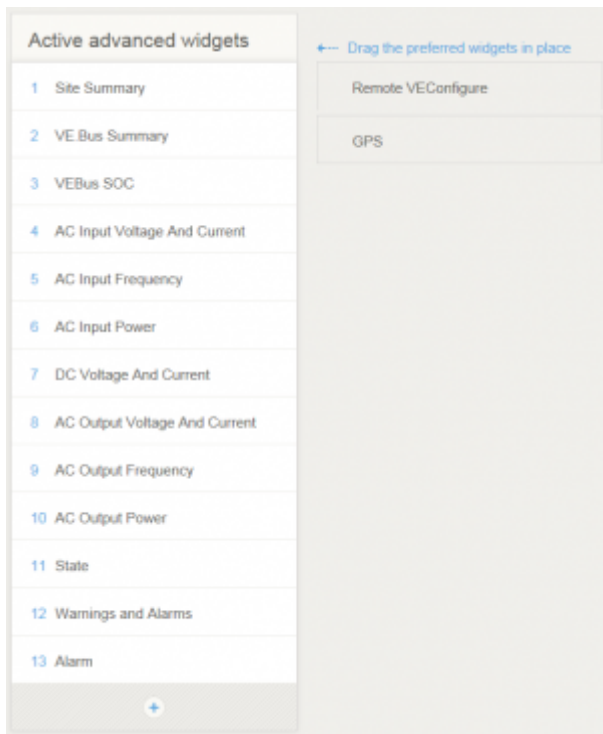 Active advanced widgets
1 Site Summary
2 VE.Bus Summary
3 VEBus SOC
4 AC Input Voltage And Current
5 AC Input Frequency
6 AC Input Power
7 DC Voltage And Current
8 AC Output Voltage And Current
9 AC Output Frequency
10 AC Output Power
11 State
12 Warnings and Alarms
13 Alarm
+
Drag the preferred widgets in place
Remote VEConfigure
GPS